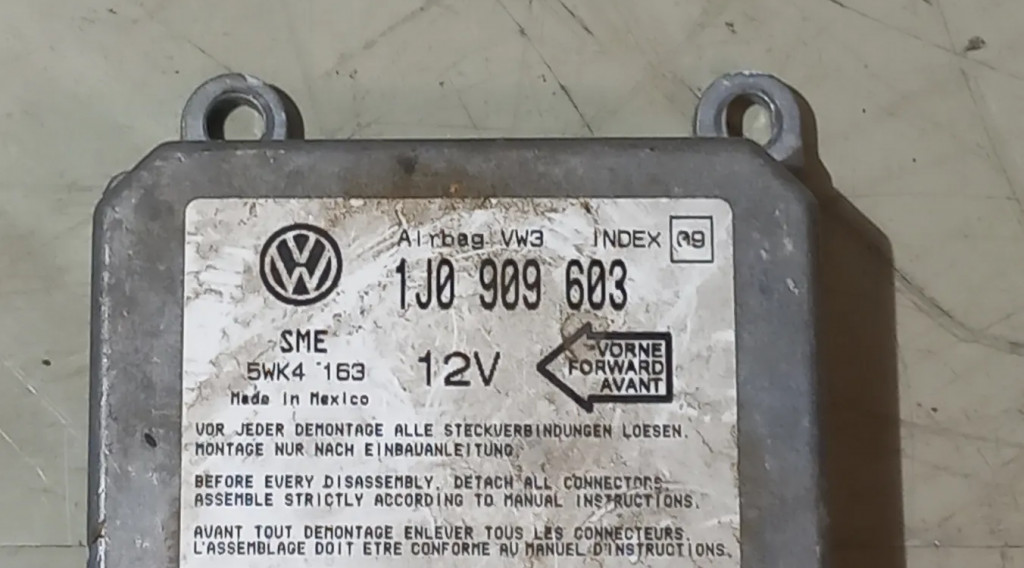 Airbag VW3 INDEX 09
1J0 909 603
SME
5WK4 163
Made in Mexico
12V
VORNE
FORWARD
AVANT
VOR JEDER DEMONTAGE ALLE STECKVERBINDUNGEN LOESEN.
MONTAGE NUR NACH EINBAUANLEITUNG.
BEFORE EVERY DISASSEMBLY, DETACH ALL CONNECTORS.
ASSEMBLE STRICTLY ACCORDING TO MANUAL INSTRUCTIONS.
AVANT TOUT DEMONTAGE ENLEVER TOUS LES CONNECTEURS.
L'ASSEMBLAGE DOIT ETRE CONFORME AU MANUEL D'INSTRUCTIONS.